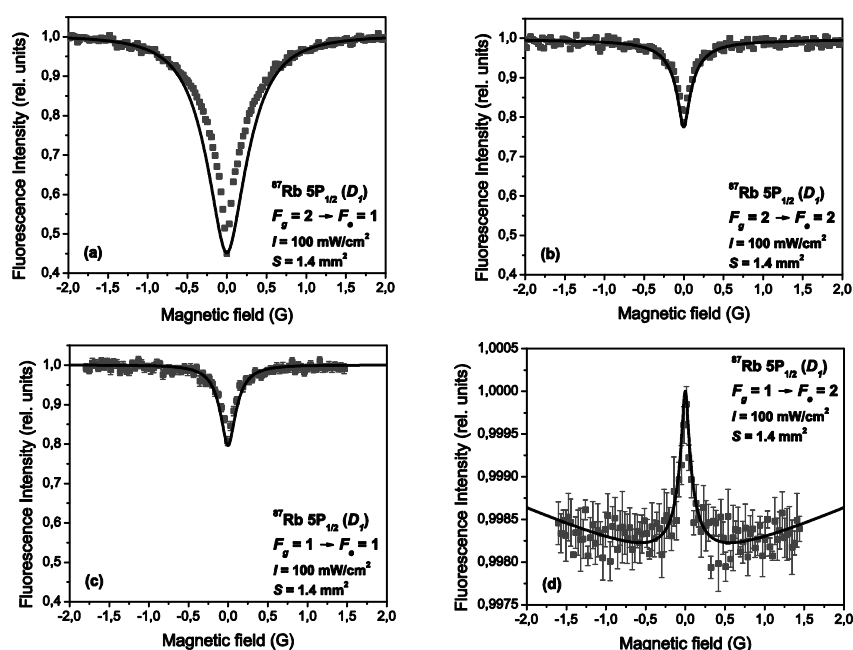 Fluorescence Intensity (rel. units)
1,0
0,9
0,8
0,7
0,6
0,5
0,4
(a)
⁸⁷Rb 5P₁/₂ (D₁)
F_g = 2 → F_e = 1
I = 100 mW/cm²
S = 1.4 mm²
-2,0 -1,5 -1,0 -0,5 0,0 0,5 1,0 1,5 2,0
Magnetic field (G)
Fluorescence Intensity (rel. units)
(b)
1,0
0,9
0,8
0,7
0,6
0,5
0,4
⁸⁷Rb 5P₁/₂ (D₁)
F_g = 2 → F_e = 2
I = 100 mW/cm²
S = 1.4 mm²
-2,0 -1,5 -1,0 -0,5 0,0 0,5 1,0 1,5 2,0
Magnetic field (G)
Fluorescence Intensity (rel. units)
1,0
0,9
0,8
0,7
0,6
0,5
0,4
(c)
⁸⁷Rb 5P₁/₂ (D₁)
F_g = 1 → F_e = 1
I = 100 mW/cm²
S = 1.4 mm²
-2,0 -1,5 -1,0 -0,5 0,0 0,5 1,0 1,5 2,0
Magnetic field (G)
Fluorescence Intensity (rel. units)
1,0005
1,0000
0,9995
0,9990
0,9985
0,9980
0,9975
⁸⁷Rb 5P₁/₂ (D₁)
F_g = 1 → F_e = 2
I = 100 mW/cm²
S = 1.4 mm²
(d)
-2,0 -1,5 -1,0 -0,5 0,0 0,5 1,0 1,5 2,0
Magnetic field (G)